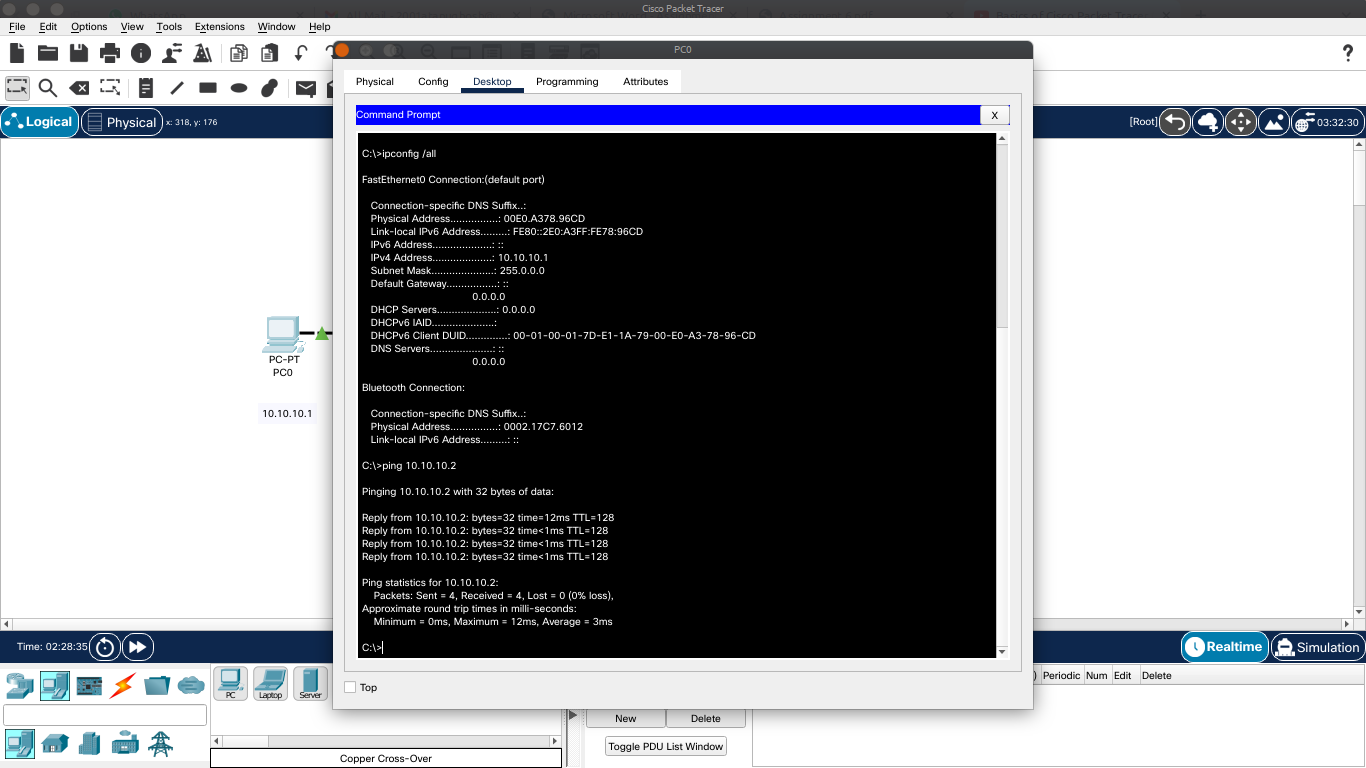 Cisco Packet Tracer
File Edit Options View Tools Extensions Window Help
?
PC0
Physical Config Desktop Programming Attributes
Logical Physical x: 318, y: 176
[Root] 03:32:30
Command Prompt X
C:\>ipconfig /all
FastEthernet0 Connection:(default port)
Connection-specific DNS Suffix..:
Physical Address................: 00E0.A378.96CD
Link-local IPv6 Address.........: FE80::2E0:A3FF:FE78:96CD
IPv6 Address....................: ::
IPv4 Address....................: 10.10.10.1
Subnet Mask.....................: 255.0.0.0
Default Gateway.................: ::
0.0.0.0
DHCP Servers....................: 0.0.0.0
DHCPv6 IAID.....................:
DHCPv6 Client DUID..............: 00-01-00-01-7D-E1-1A-79-00-E0-A3-78-96-CD
DNS Servers.....................: ::
0.0.0.0
Bluetooth Connection:
Connection-specific DNS Suffix..:
Physical Address................: 0002.17C7.6012
Link-local IPv6 Address.........: ::
C:\>ping 10.10.10.2
Pinging 10.10.10.2 with 32 bytes of data:
Reply from 10.10.10.2: bytes=32 time=12ms TTL=128
Reply from 10.10.10.2: bytes=32 time<1ms TTL=128
Reply from 10.10.10.2: bytes=32 time<1ms TTL=128
Reply from 10.10.10.2: bytes=32 time<1ms TTL=128
Ping statistics for 10.10.10.2:
Packets: Sent = 4, Received = 4, Lost = 0 (0% loss),
Approximate round trip times in milli-seconds:
Minimum = 0ms, Maximum = 12ms, Average = 3ms
C:\>
PC-PT
PC0
10.10.10.1
Top
Time: 02:28:35
Realtime Simulation
PC Laptop Server
) Periodic Num Edit Delete
New Delete
Toggle PDU List Window
Copper Cross-Over